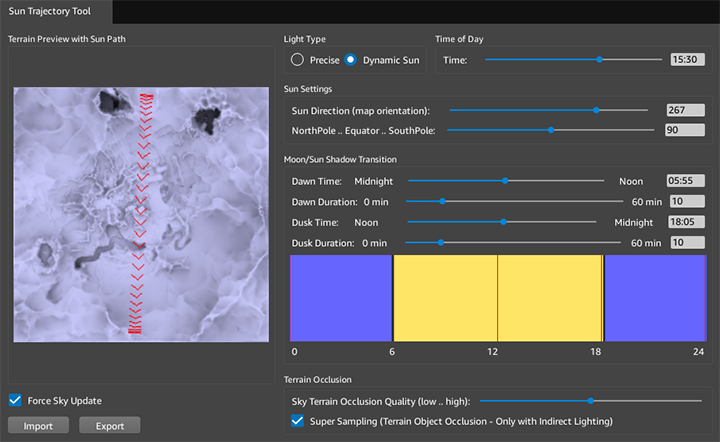 Sun Trajectory Tool
Terrain Preview with Sun Path
Light Type
Precise Dynamic Sun
Time of Day
Time: 15:30
Sun Settings
Sun Direction (map orientation): 267
NorthPole .. Equator .. SouthPole: 90
Moon/Sun Shadow Transition
Dawn Time: Midnight Noon 05:55
Dawn Duration: 0 min 60 min 10
Dusk Time: Noon Midnight 18:05
Dusk Duration: 0 min 60 min 10
0 6 12 18 24
Terrain Occlusion
Sky Terrain Occlusion Quality (low .. high):
Super Sampling (Terrain Object Occlusion - Only with Indirect Lighting)
Force Sky Update
Import Export